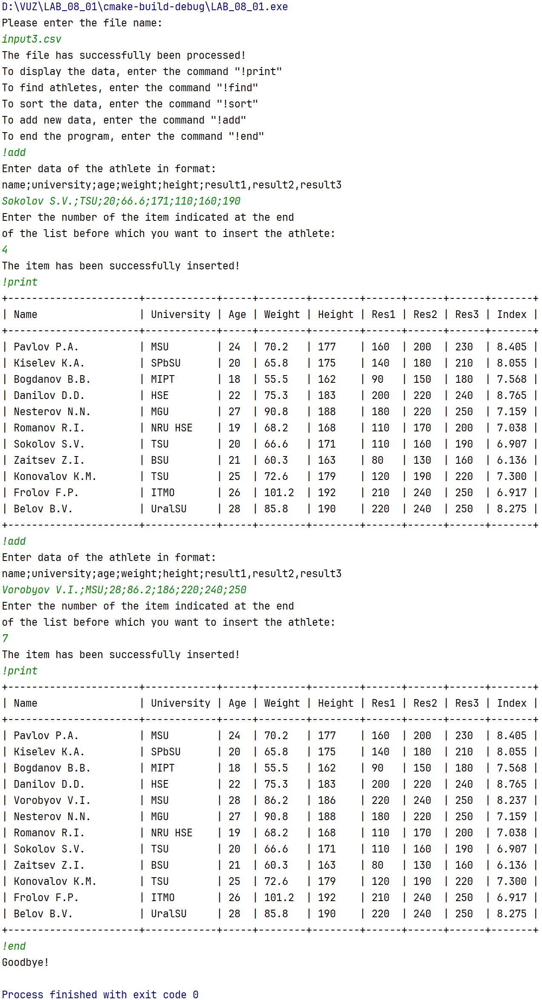 D:\VUZ\LAB_08_01\cmake-build-debug\LAB_08_01.exe
Please enter the file name:
input3.csv
The file has successfully been processed!
To display the data, enter the command "!print"
To find athletes, enter the command "!find"
To sort the data, enter the command "!sort"
To add new data, enter the command "!add"
To end the program, enter the command "!end"
!add
Enter data of the athlete in format:
name;university;age;weight;height;result1,result2,result3
Sokolov S.V.;TSU;20;66.6;171;110;160;190
Enter the number of the item indicated at the end
of the list before which you want to insert the athlete:
4
The item has been successfully inserted!
!print
+----------------------+------------+-----+--------+--------+------+------+------+-------+
| Name                 | University | Age | Weight | Height | Res1 | Res2 | Res3 | Index |
+----------------------+------------+-----+--------+--------+------+------+------+-------+
| Pavlov P.A.          | MSU        | 24  | 70.2   | 177    | 160  | 200  | 230  | 8.405 |
| Kiselev K.A.         | SPbSU      | 20  | 65.8   | 175    | 140  | 180  | 210  | 8.055 |
| Bogdanov B.B.        | MIPT       | 18  | 55.5   | 162    | 90   | 150  | 180  | 7.568 |
| Danilov D.D.         | HSE        | 22  | 75.3   | 183    | 200  | 220  | 240  | 8.765 |
| Nesterov N.N.        | MGU        | 27  | 90.8   | 188    | 180  | 220  | 250  | 7.159 |
| Romanov R.I.         | NRU HSE    | 19  | 68.2   | 168    | 110  | 170  | 200  | 7.038 |
| Sokolov S.V.         | TSU        | 20  | 66.6   | 171    | 110  | 160  | 190  | 6.907 |
| Zaitsev Z.I.         | BSU        | 21  | 60.3   | 163    | 80   | 130  | 160  | 6.136 |
| Konovalov K.M.       | TSU        | 25  | 72.6   | 179    | 120  | 190  | 220  | 7.300 |
| Frolov F.P.          | ITMO       | 26  | 101.2  | 192    | 210  | 240  | 250  | 6.917 |
| Belov B.V.           | UralSU     | 28  | 85.8   | 190    | 220  | 240  | 250  | 8.275 |
+----------------------+------------+-----+--------+--------+------+------+------+-------+
!add
Enter data of the athlete in format:
name;university;age;weight;height;result1,result2,result3
Vorobyov V.I.;MSU;28;86.2;186;220;240;250
Enter the number of the item indicated at the end
of the list before which you want to insert the athlete:
7
The item has been successfully inserted!
!print
+----------------------+------------+-----+--------+--------+------+------+------+-------+
| Name                 | University | Age | Weight | Height | Res1 | Res2 | Res3 | Index |
+----------------------+------------+-----+--------+--------+------+------+------+-------+
| Pavlov P.A.          | MSU        | 24  | 70.2   | 177    | 160  | 200  | 230  | 8.405 |
| Kiselev K.A.         | SPbSU      | 20  | 65.8   | 175    | 140  | 180  | 210  | 8.055 |
| Bogdanov B.B.        | MIPT       | 18  | 55.5   | 162    | 90   | 150  | 180  | 7.568 |
| Danilov D.D.         | HSE        | 22  | 75.3   | 183    | 200  | 220  | 240  | 8.765 |
| Vorobyov V.I.        | MSU        | 28  | 86.2   | 186    | 220  | 240  | 250  | 8.237 |
| Nesterov N.N.        | MGU        | 27  | 90.8   | 188    | 180  | 220  | 250  | 7.159 |
| Romanov R.I.         | NRU HSE    | 19  | 68.2   | 168    | 110  | 170  | 200  | 7.038 |
| Sokolov S.V.         | TSU        | 20  | 66.6   | 171    | 110  | 160  | 190  | 6.907 |
| Zaitsev Z.I.         | BSU        | 21  | 60.3   | 163    | 80   | 130  | 160  | 6.136 |
| Konovalov K.M.       | TSU        | 25  | 72.6   | 179    | 120  | 190  | 220  | 7.300 |
| Frolov F.P.          | ITMO       | 26  | 101.2  | 192    | 210  | 240  | 250  | 6.917 |
| Belov B.V.           | UralSU     | 28  | 85.8   | 190    | 220  | 240  | 250  | 8.275 |
+----------------------+------------+-----+--------+--------+------+------+------+-------+
!end
Goodbye!
Process finished with exit code 0